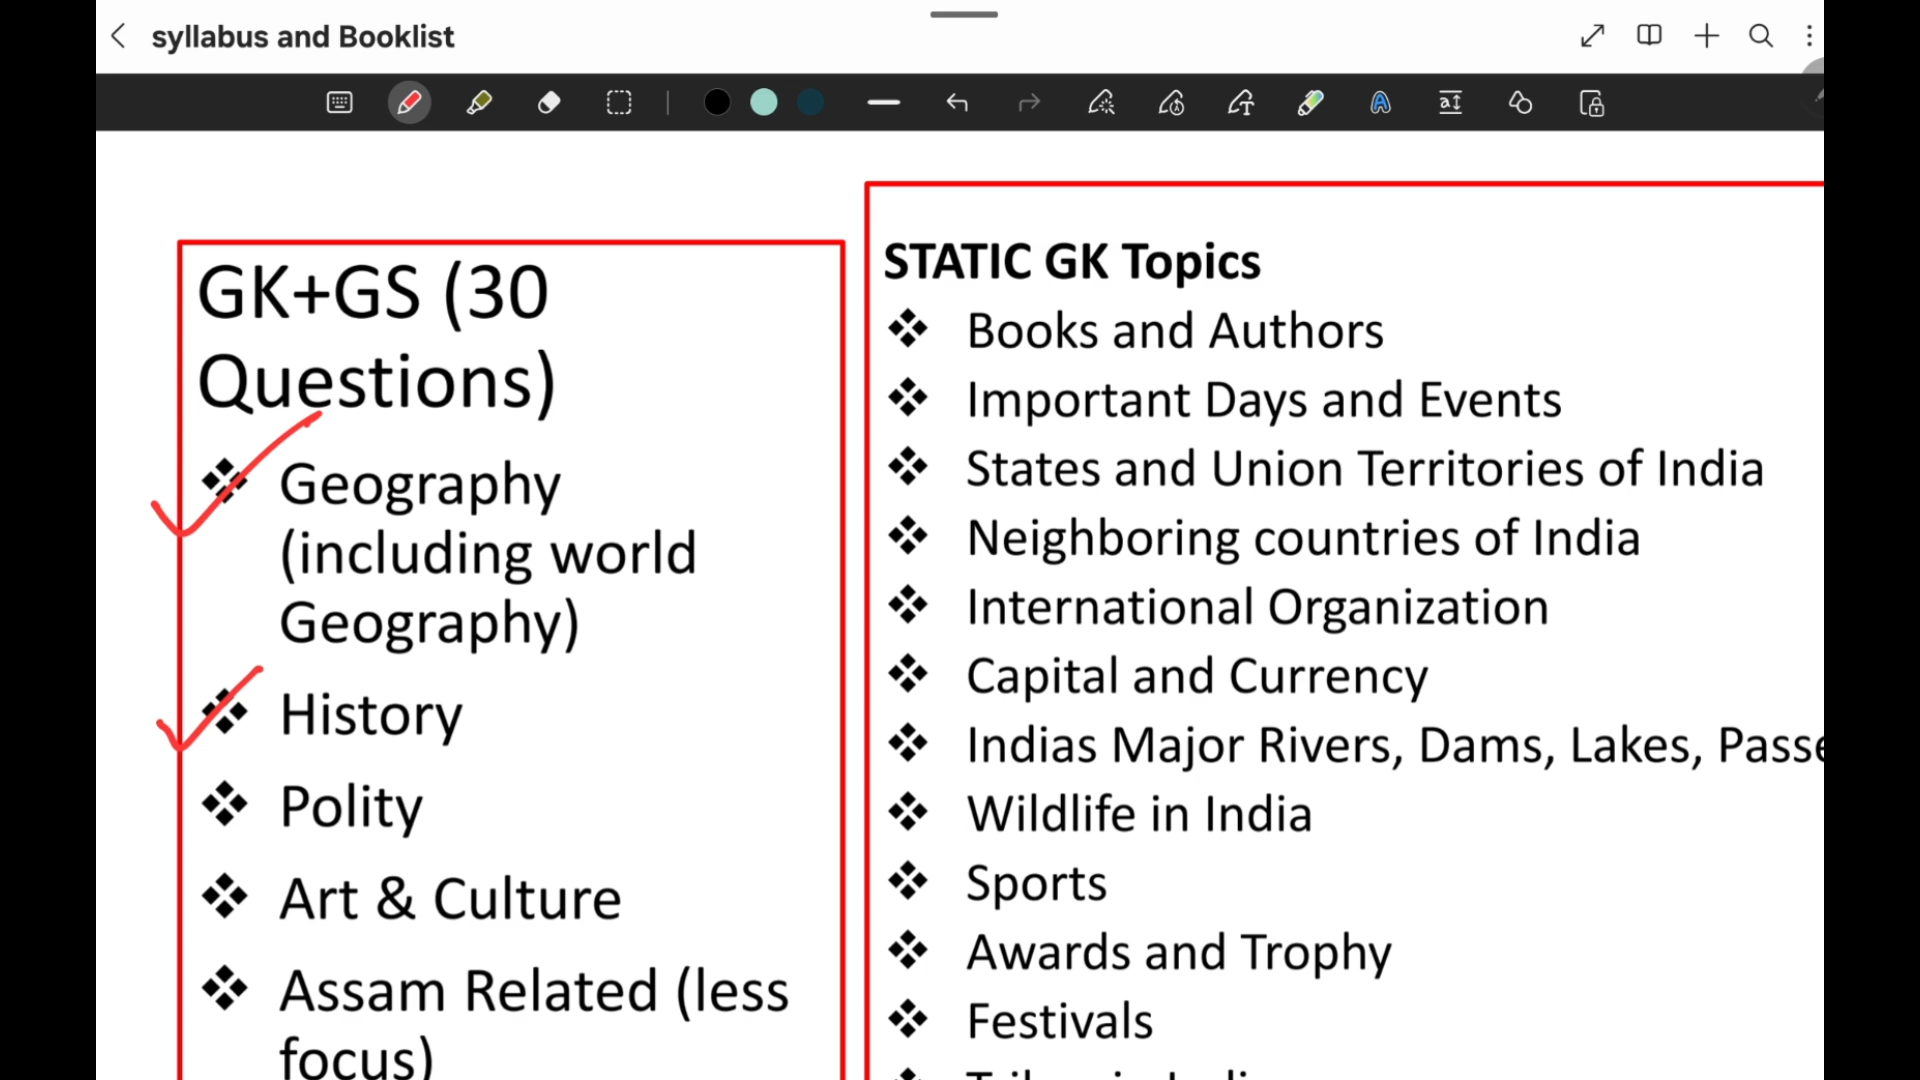 syllabus and Booklist
GK+GS (30
Questions)
Geography
(including world
Geography)
History
Polity
Art & Culture
Assam Related (less
focus)
STATIC GK Topics
Books and Authors
Important Days and Events
States and Union Territories of India
Neighboring countries of India
International Organization
Capital and Currency
Indias Major Rivers, Dams, Lakes,
Wildlife in India
Sports
Awards and Trophy
Festivals